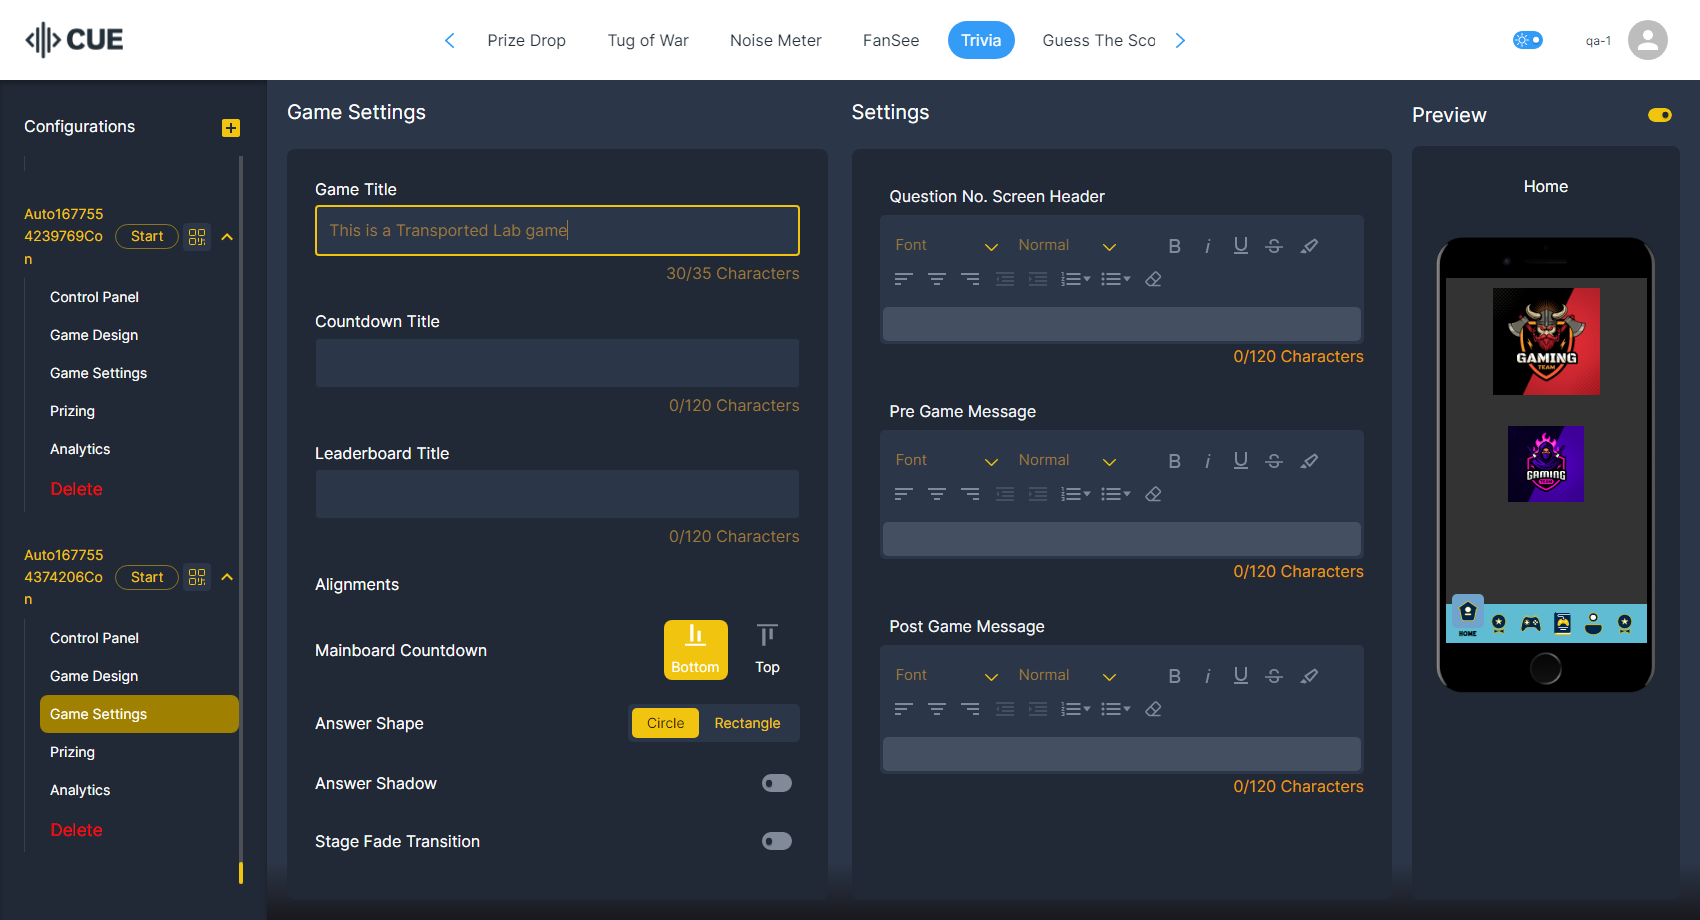 CUE
Prize Drop
Tug of War
Noise Meter
FanSee
Trivia
Guess The Sco
qa-1
Configurations
Auto167755
4239769Co
n
Start
Control Panel
Game Design
Game Settings
Prizing
Analytics
Delete
Auto167755
4374206Co
n
Start
Control Panel
Game Design
Game Settings
Prizing
Analytics
Delete
Game Settings
Game Title
This is a Transported Lab game
30/35 Characters
Countdown Title
0/120 Characters
Leaderboard Title
0/120 Characters
Alignments
Mainboard Countdown
Bottom
Top
Answer Shape
Circle
Rectangle
Answer Shadow
Stage Fade Transition
Settings
Question No. Screen Header
Font
Normal
0/120 Characters
Pre Game Message
Font
Normal
0/120 Characters
Post Game Message
Font
Normal
0/120 Characters
Preview
Home
GAMING
TEAM
GAMING
TEAM
HOME